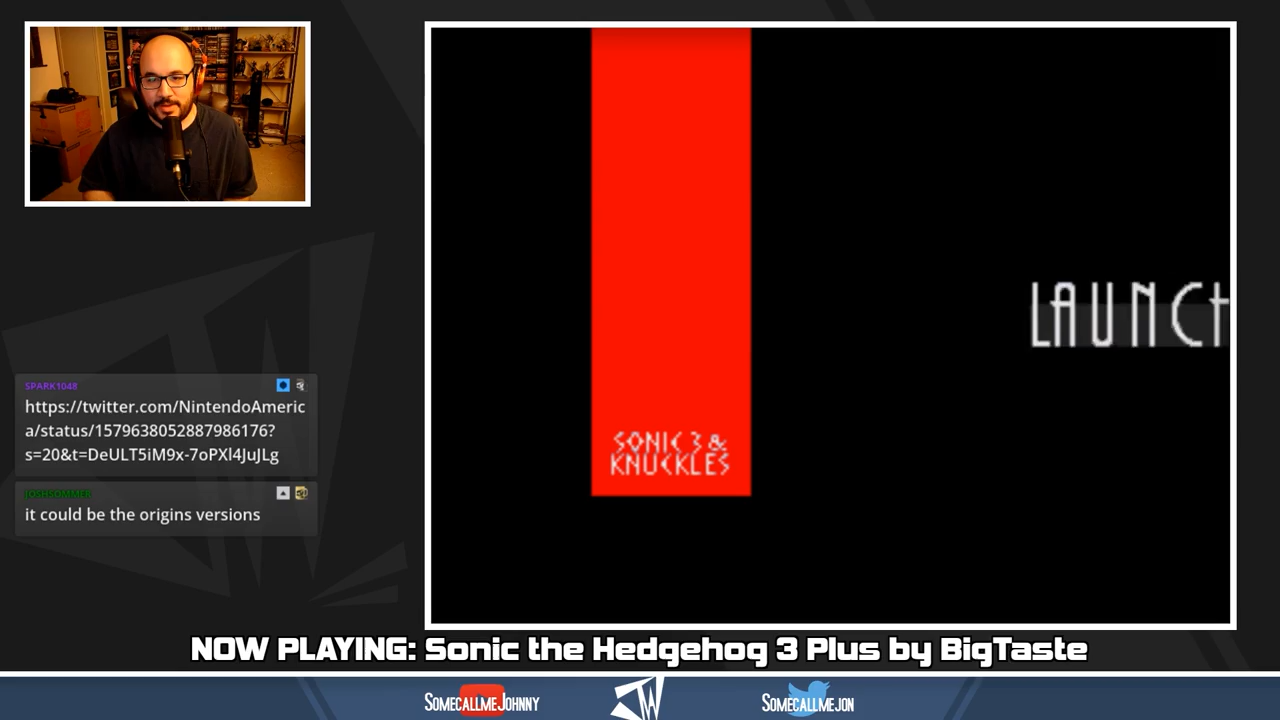 LAUNCH
SONIC 3 &
KNUCKLES
SPARK1048
https://twitter.com/NintendoAmeric
a/status/1579638052887986176?
s=20&t=DeULT5iM9x-7oPXl4JuJLg
JOSHSOMMER
it could be the origins versions
NOW PLAYING: Sonic the Hedgehog 3 Plus by BigTaste
SOMECALLMEJOHNNY
SOMECALLMEJON